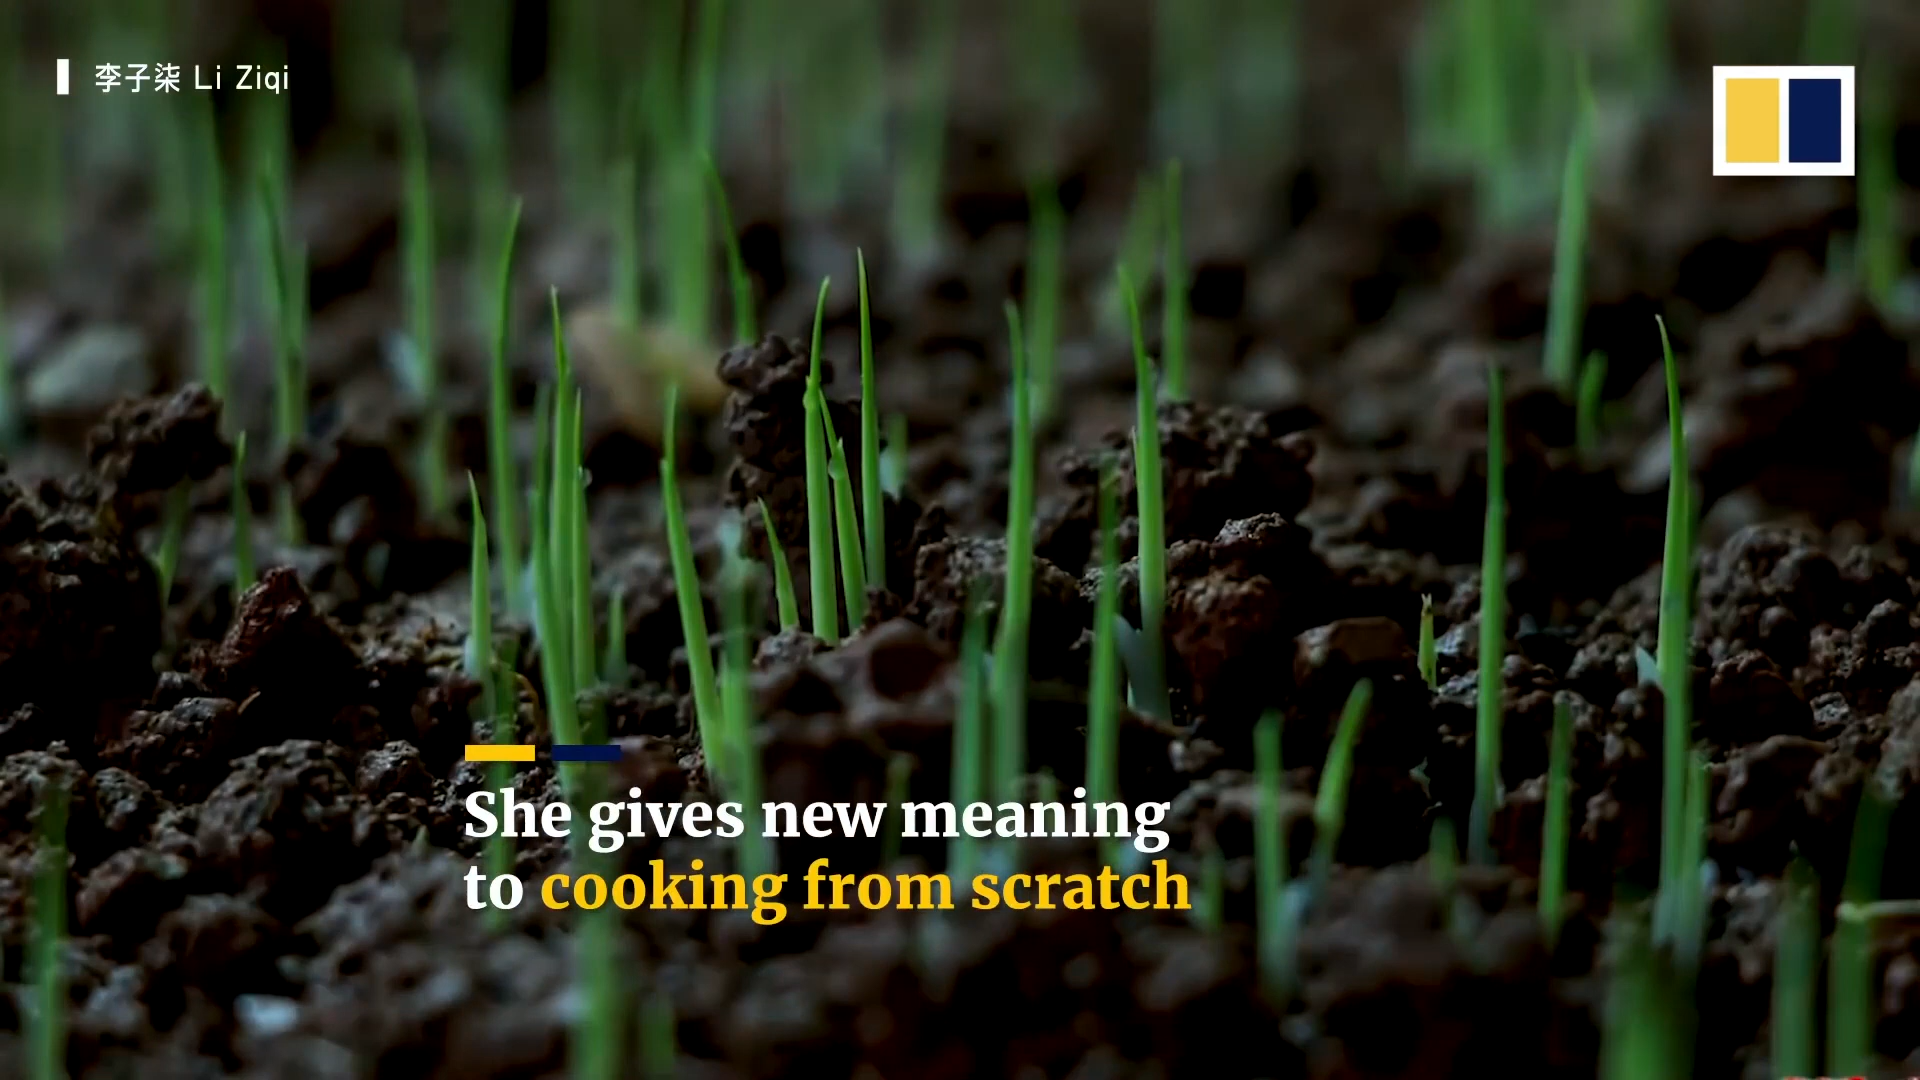 李子柒 Li Ziqi
She gives new meaning
to cooking from scratch